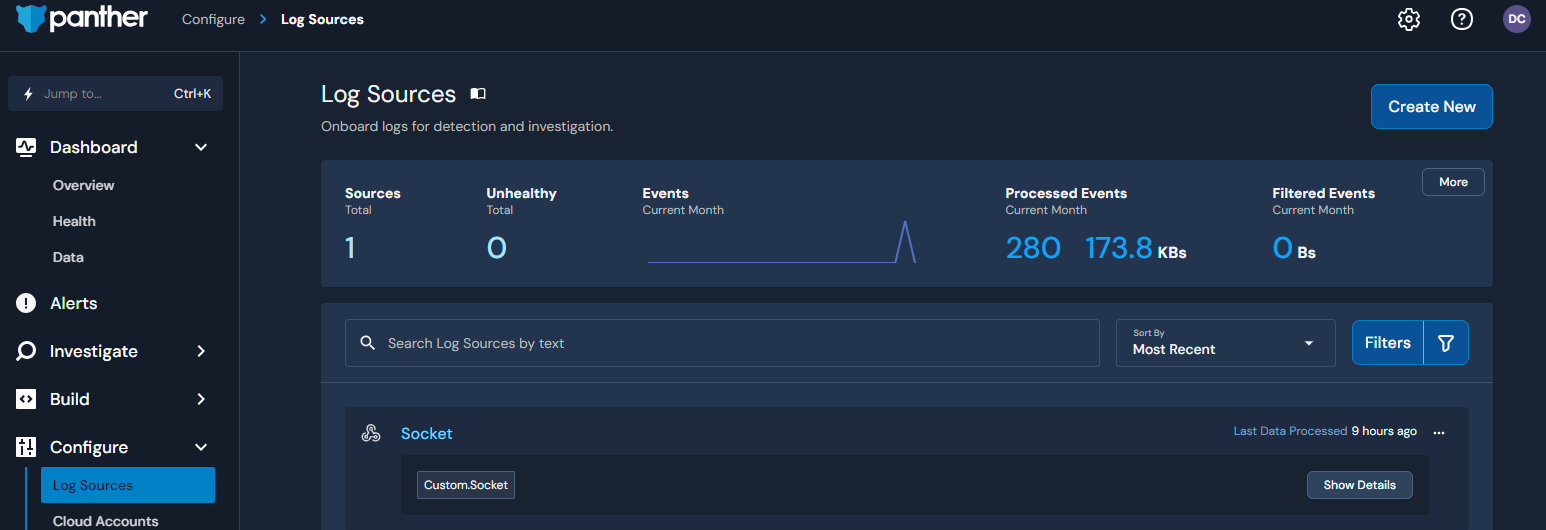 panther
Configure > Log Sources
DC
Jump to... Ctrl+K
Dashboard
Overview
Health
Data
Alerts
Investigate
Build
Configure
Log Sources
Cloud Accounts
Log Sources
Onboard logs for detection and investigation.
Create New
Sources
Total
1
Unhealthy
Total
0
Events
Current Month
Processed Events
Current Month
280 173.8 KBs
Filtered Events
Current Month
0 Bs
More
Search Log Sources by text
Sort By
Most Recent
Filters
Socket
Last Data Processed 9 hours ago
Custom.Socket
Show Details